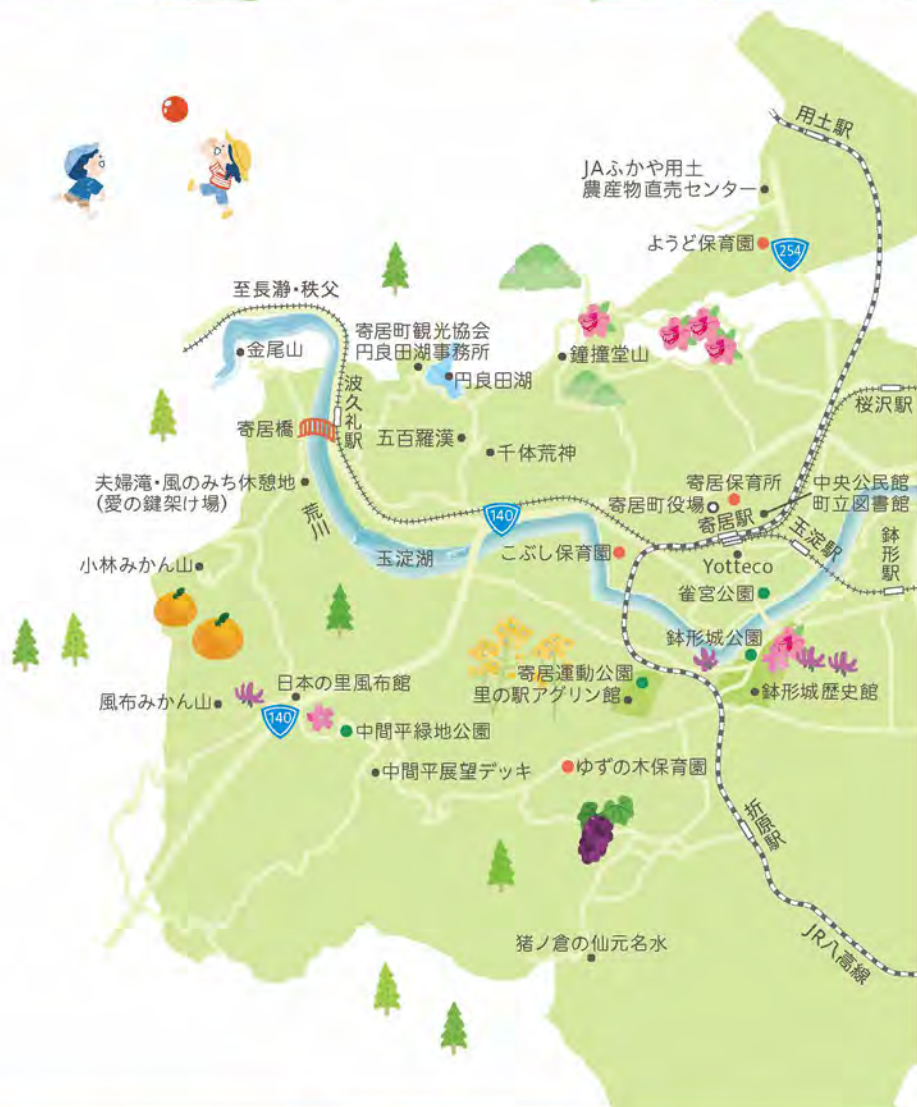 用土駅
JAふかや用土
農産物直売センター
ようど保育園
254
至長瀞・秩父
寄居町観光協会
円良田湖事務所
金尾山
円良田湖
鐘撞堂山
波久礼駅
桜沢駅
寄居橋
五百羅漢
千体荒神
夫婦滝・風のみち休憩地
(愛の鍵架け場)
荒川
140
寄居保育所
寄居町役場
寄居駅
中央公民館
町立図書館
玉淀駅
鉢形駅
玉淀湖
こぶし保育園
Yotteco
小林みかん山
雀宮公園
鉢形城公園
日本の里風布館
寄居運動公園
里の駅アグリン館
鉢形城歴史館
風布みかん山
140
中間平緑地公園
中間平展望デッキ
ゆずの木保育園
折原駅
猪ノ倉の仙元名水
JR八高線